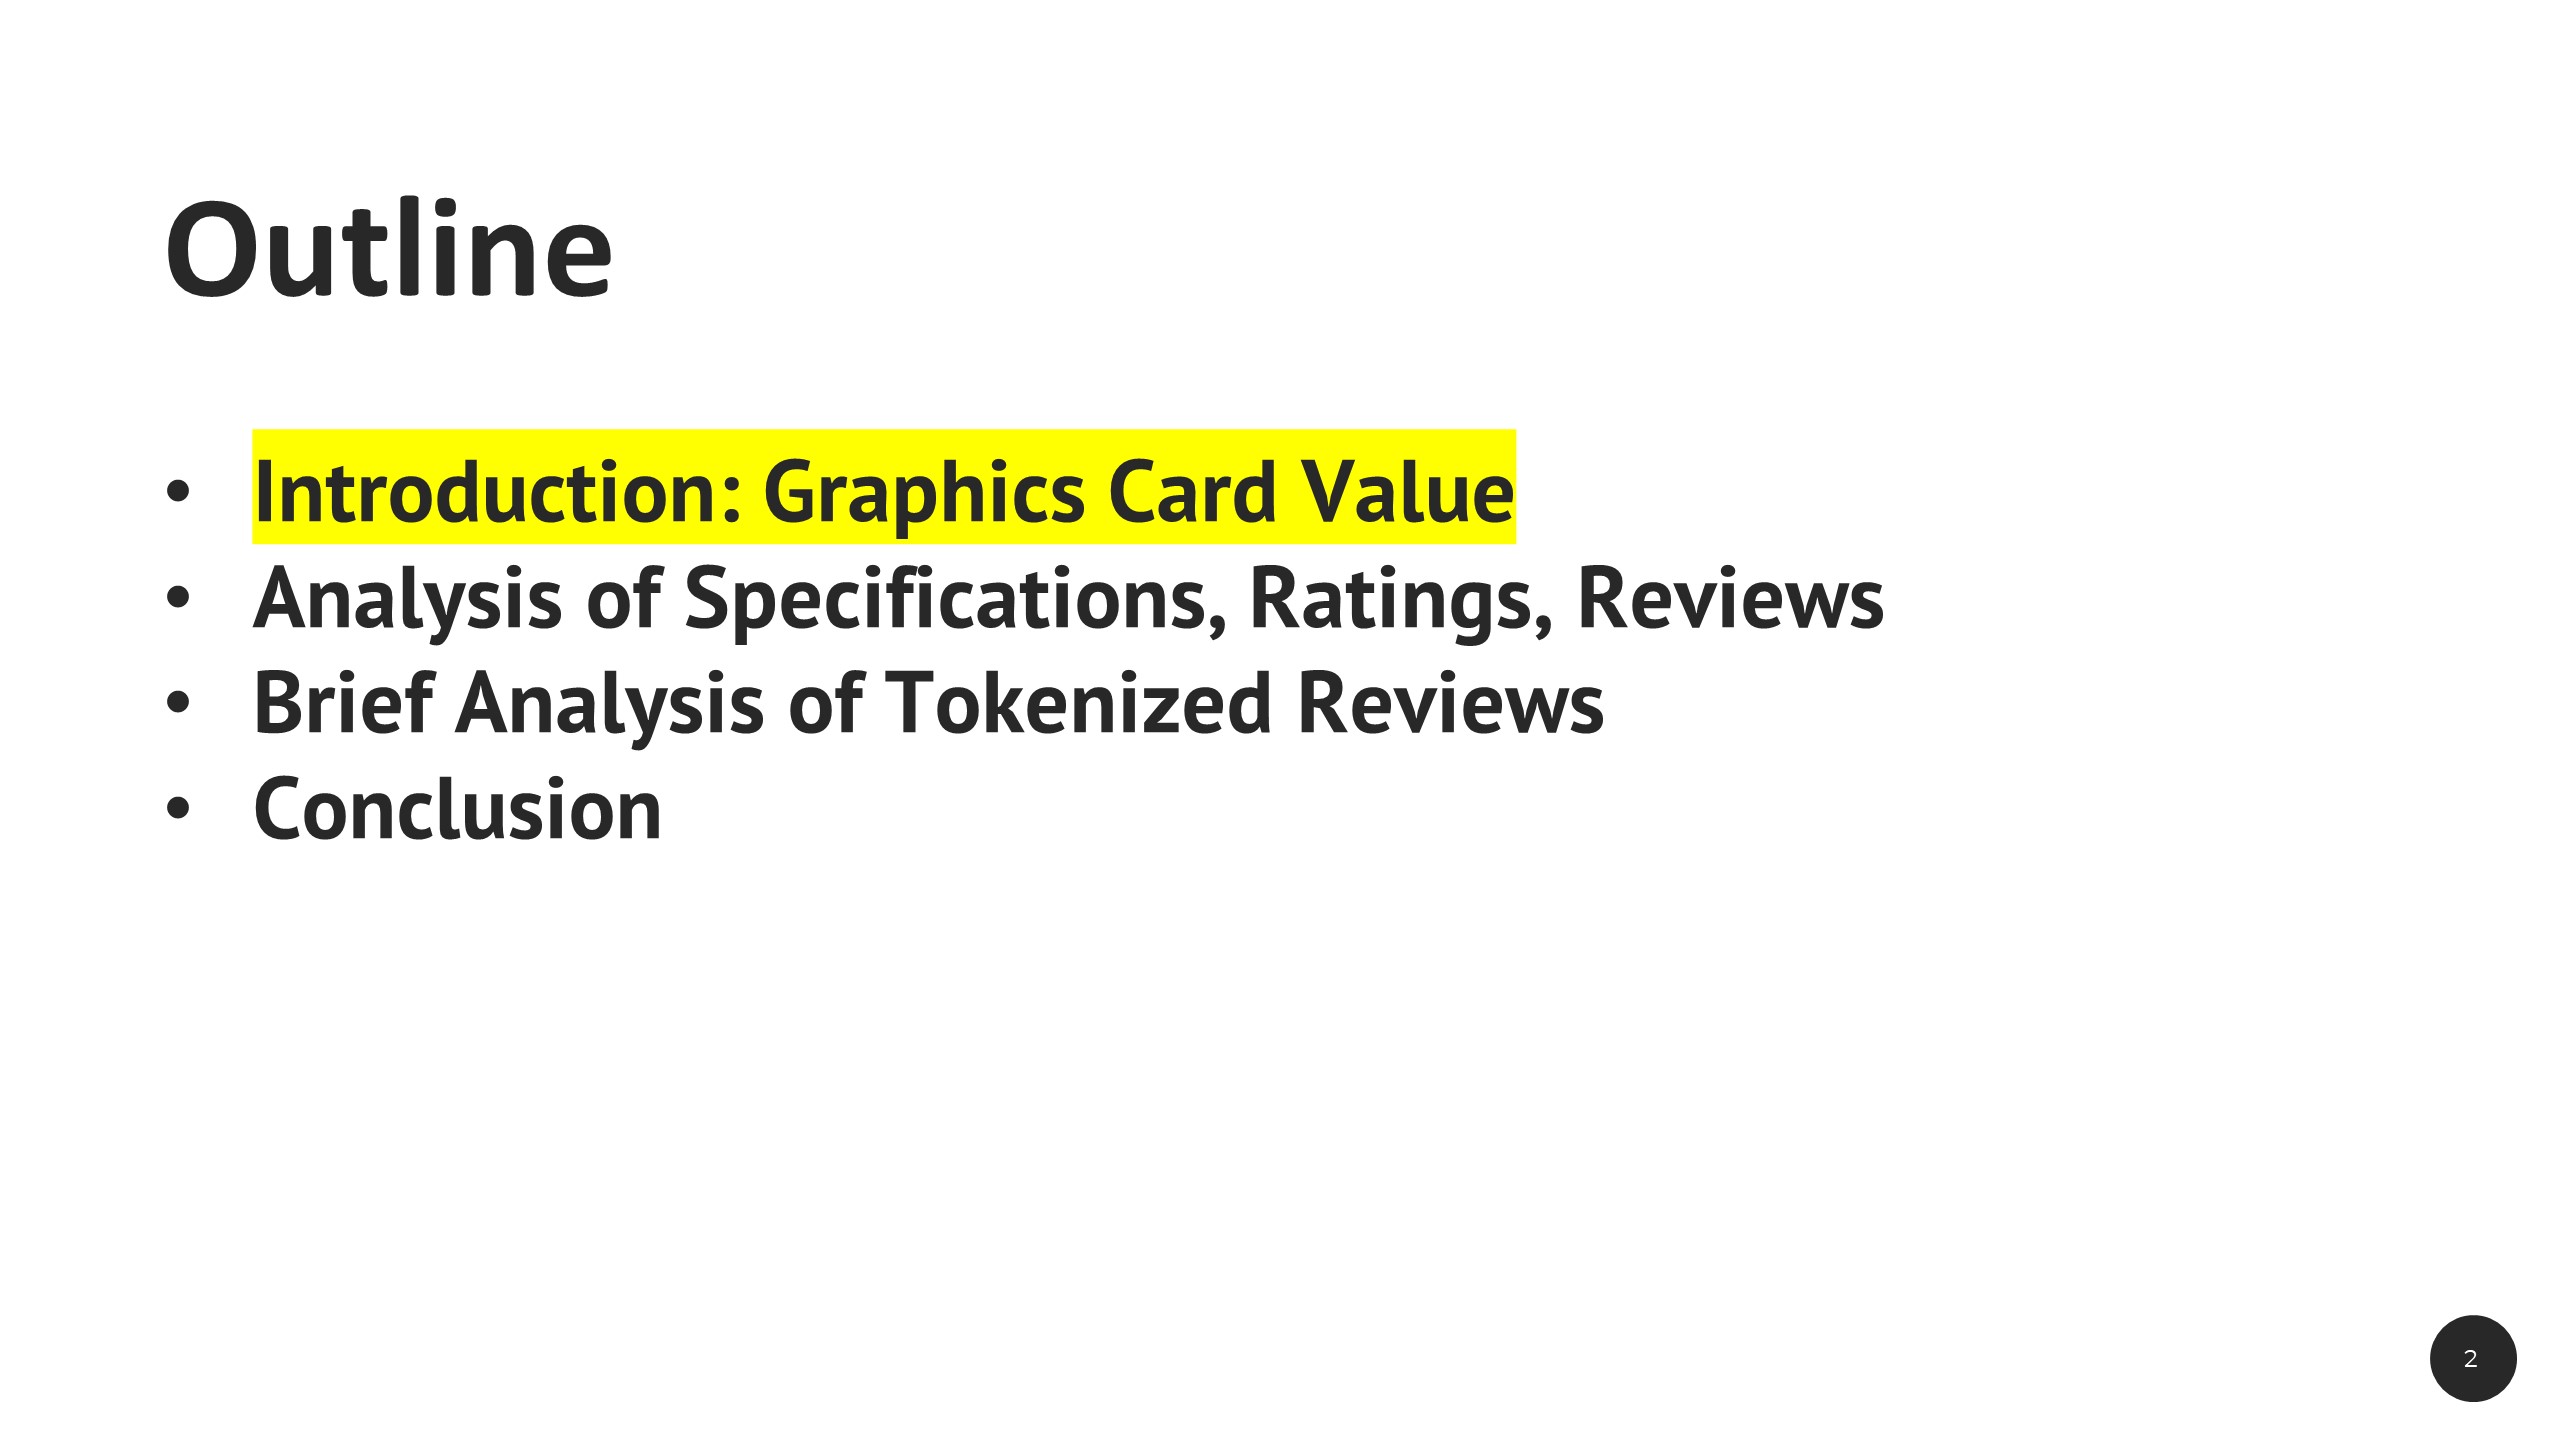 Outline
• Introduction: Graphics Card Value
• Analysis of Specifications, Ratings, Reviews
• Brief Analysis of Tokenized Reviews
• Conclusion
2